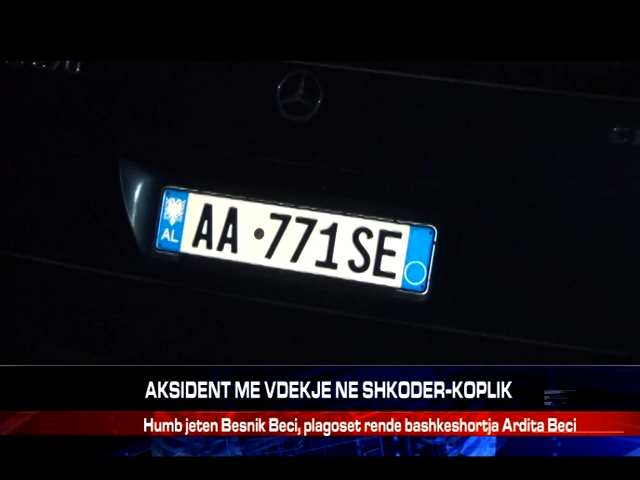 AL
AA 771SE
AKSIDENT ME VDEKJE NE SHKODER-KOPLIK
Humb jeten Besnik Beci, plagoset rende bashkeshortja Ardita Beci